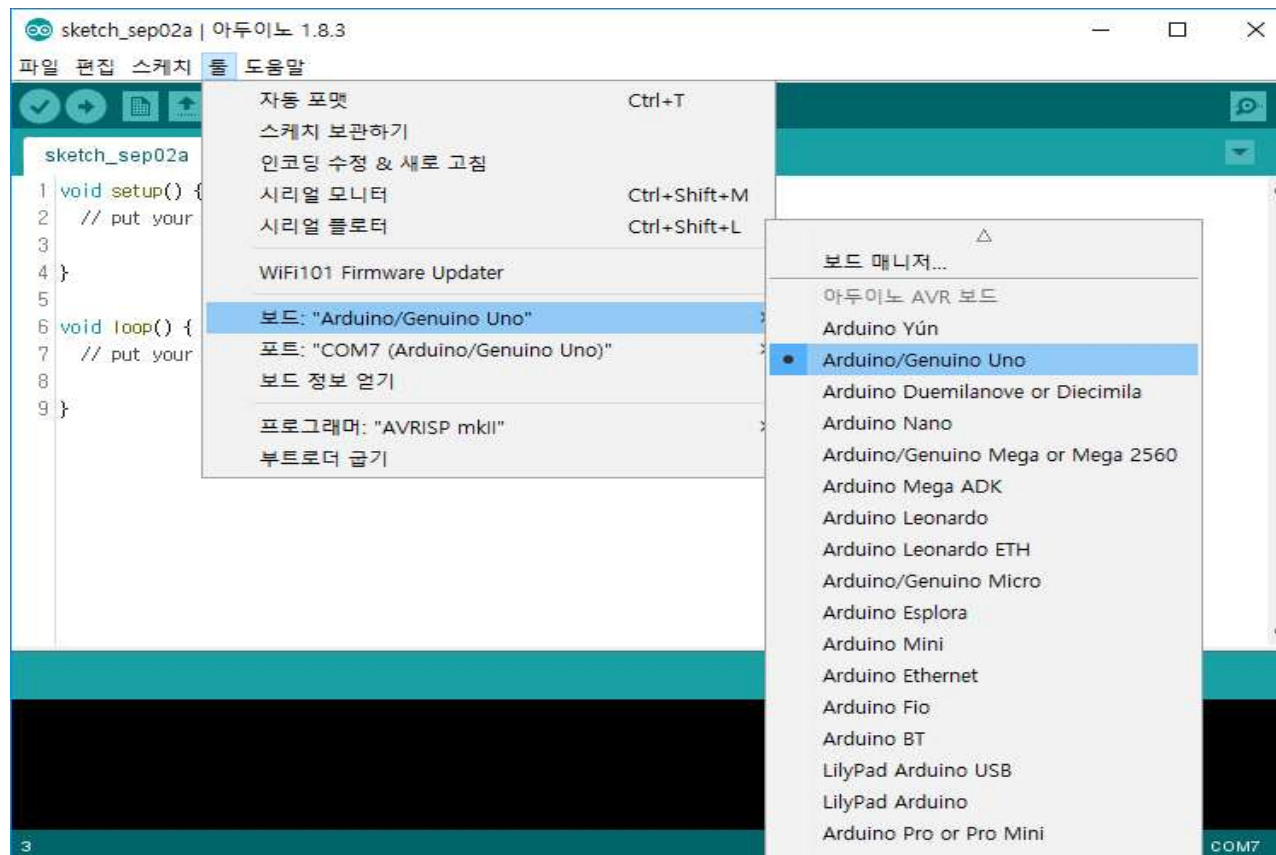 sketch_sep02a | 아두이노 1.8.3
파일 편집 스케치 툴 도움말
sketch_sep02a
1 void setup() {
2 // put your
3
4 }
5
6 void loop() {
7 // put your
8
9 }
자동 포맷 Ctrl+T
스케치 보관하기
인코딩 수정 & 새로 고침
시리얼 모니터 Ctrl+Shift+M
시리얼 플로터 Ctrl+Shift+L
WiFi101 Firmware Updater
보드: "Arduino/Genuino Uno"
포트: "COM7 (Arduino/Genuino Uno)"
보드 정보 얻기
프로그래머: "AVRISP mkII"
부트로더 굽기
보드 매니저...
아두이노 AVR 보드
Arduino Yún
Arduino/Genuino Uno
Arduino Duemilanove or Diecimila
Arduino Nano
Arduino/Genuino Mega or Mega 2560
Arduino Mega ADK
Arduino Leonardo
Arduino Leonardo ETH
Arduino/Genuino Micro
Arduino Esplora
Arduino Mini
Arduino Ethernet
Arduino Fio
Arduino BT
LilyPad Arduino USB
LilyPad Arduino
Arduino Pro or Pro Mini
3
COM7